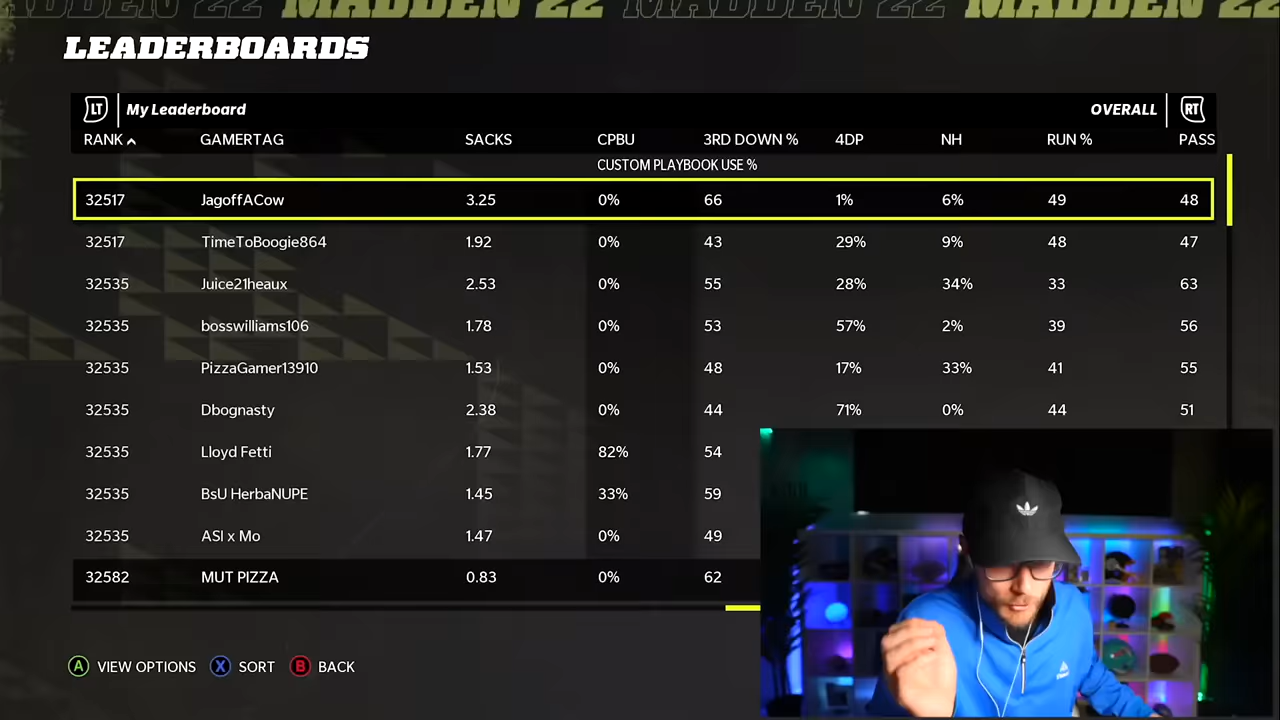 MADDEN 22 MADDEN 22 MADDEN 22 MADDEN 22
LEADERBOARDS
LT My Leaderboard OVERALL RT
RANK GAMERTAG SACKS CPBU 3RD DOWN % 4DP NH RUN % PASS
CUSTOM PLAYBOOK USE %
32517 JagoffACow 3.25 0% 66 1% 6% 49 48
32517 TimeToBoogie864 1.92 0% 43 29% 9% 48 47
32535 Juice21heaux 2.53 0% 55 28% 34% 33 63
32535 bosswilliams106 1.78 0% 53 57% 2% 39 56
32535 PizzaGamer13910 1.53 0% 48 17% 33% 41 55
32535 Dbognasty 2.38 0% 44 71% 0% 44 51
32535 Lloyd Fetti 1.77 82% 54
32535 BsU HerbaNUPE 1.45 33% 59
32535 ASI x Mo 1.47 0% 49
32582 MUT PIZZA 0.83 0% 62
A VIEW OPTIONS X SORT B BACK